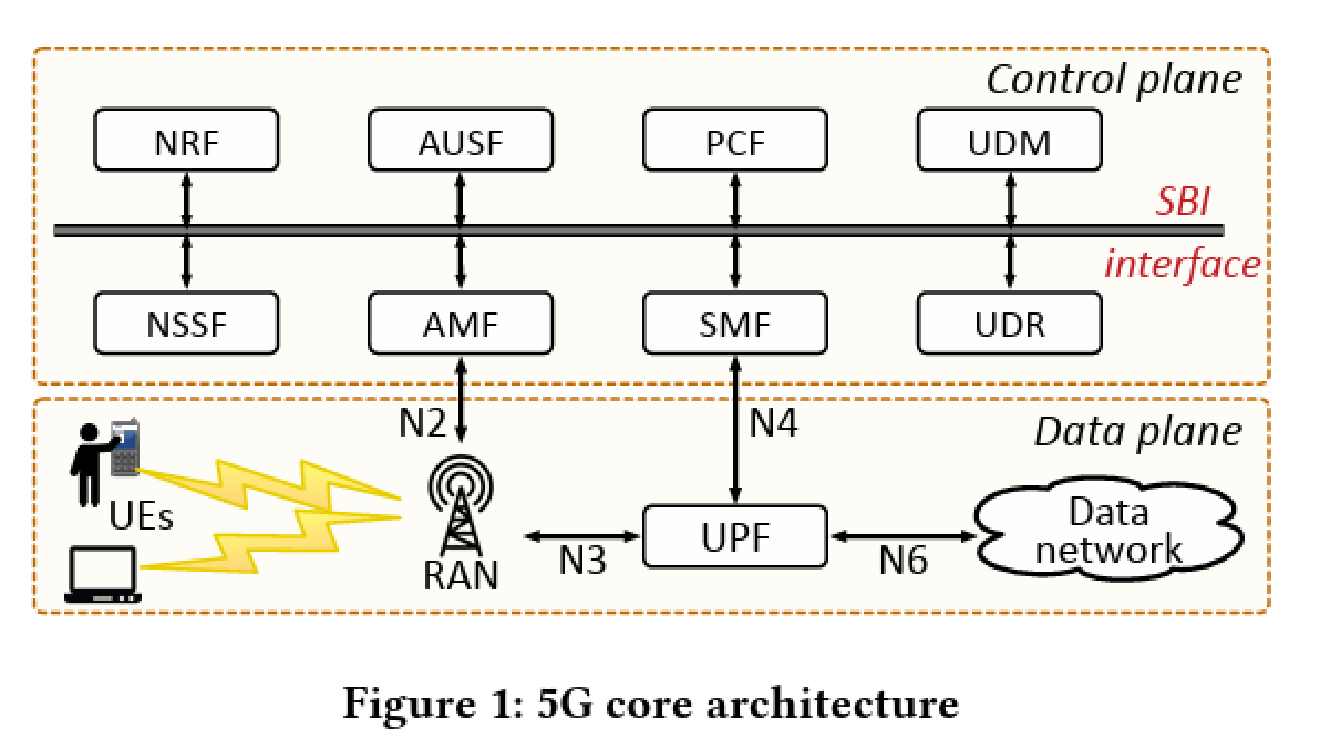 Control plane
NRF
AUSF
PCF
UDM
SBI
interface
NSSF
AMF
SMF
UDR
N2
N4
Data plane
UEs
RAN
N3
UPF
N6
Data
network
Figure 1: 5G core architecture